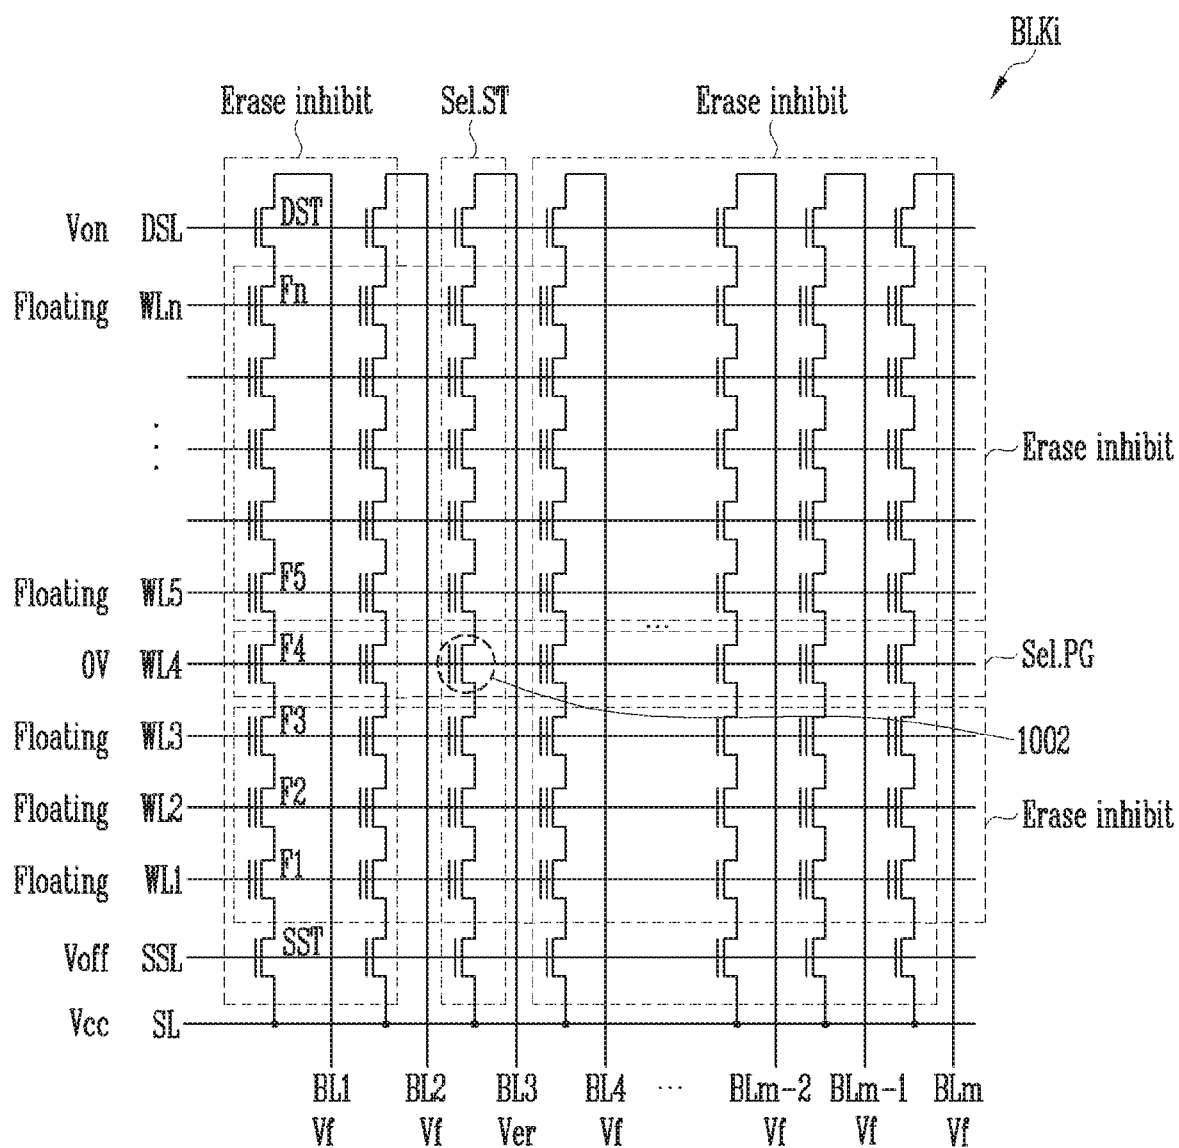 BLKi
Erase inhibit Sel.ST Erase inhibit
Von DSL DST
Floating WLn Fn
⋮
Erase inhibit
Floating WL5 F5
...
0V WL4 F4 Sel.PG
Floating WL3 F3 1002
Floating WL2 F2 Erase inhibit
Floating WL1 F1
Voff SSL SST
Vcc SL
BL1 BL2 BL3 BL4 ... BLm-2 BLm-1 BLm
Vf Vf Ver Vf Vf Vf Vf